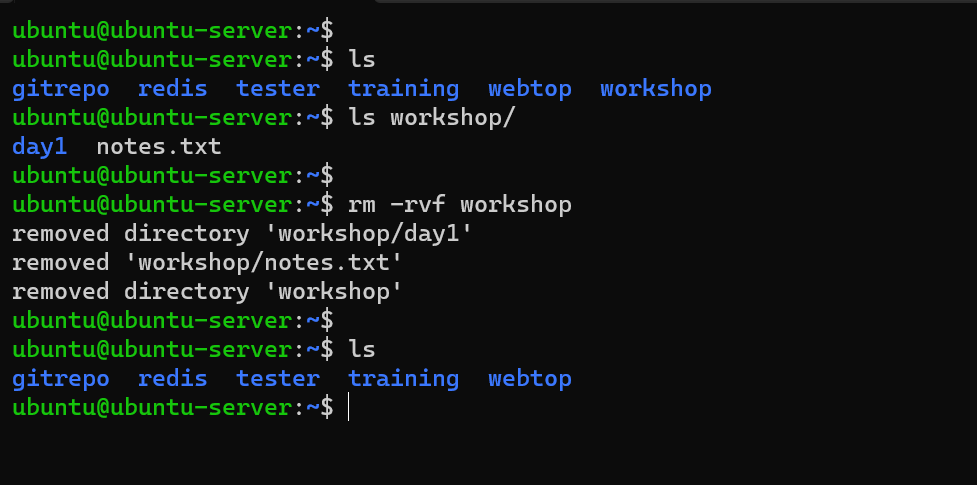 ubuntu@ubuntu-server:~$
ubuntu@ubuntu-server:~$ ls
gitrepo  redis  tester  training  webtop  workshop
ubuntu@ubuntu-server:~$ ls workshop/
day1  notes.txt
ubuntu@ubuntu-server:~$
ubuntu@ubuntu-server:~$ rm -rvf workshop
removed directory 'workshop/day1'
removed 'workshop/notes.txt'
removed directory 'workshop'
ubuntu@ubuntu-server:~$
ubuntu@ubuntu-server:~$ ls
gitrepo  redis  tester  training  webtop
ubuntu@ubuntu-server:~$